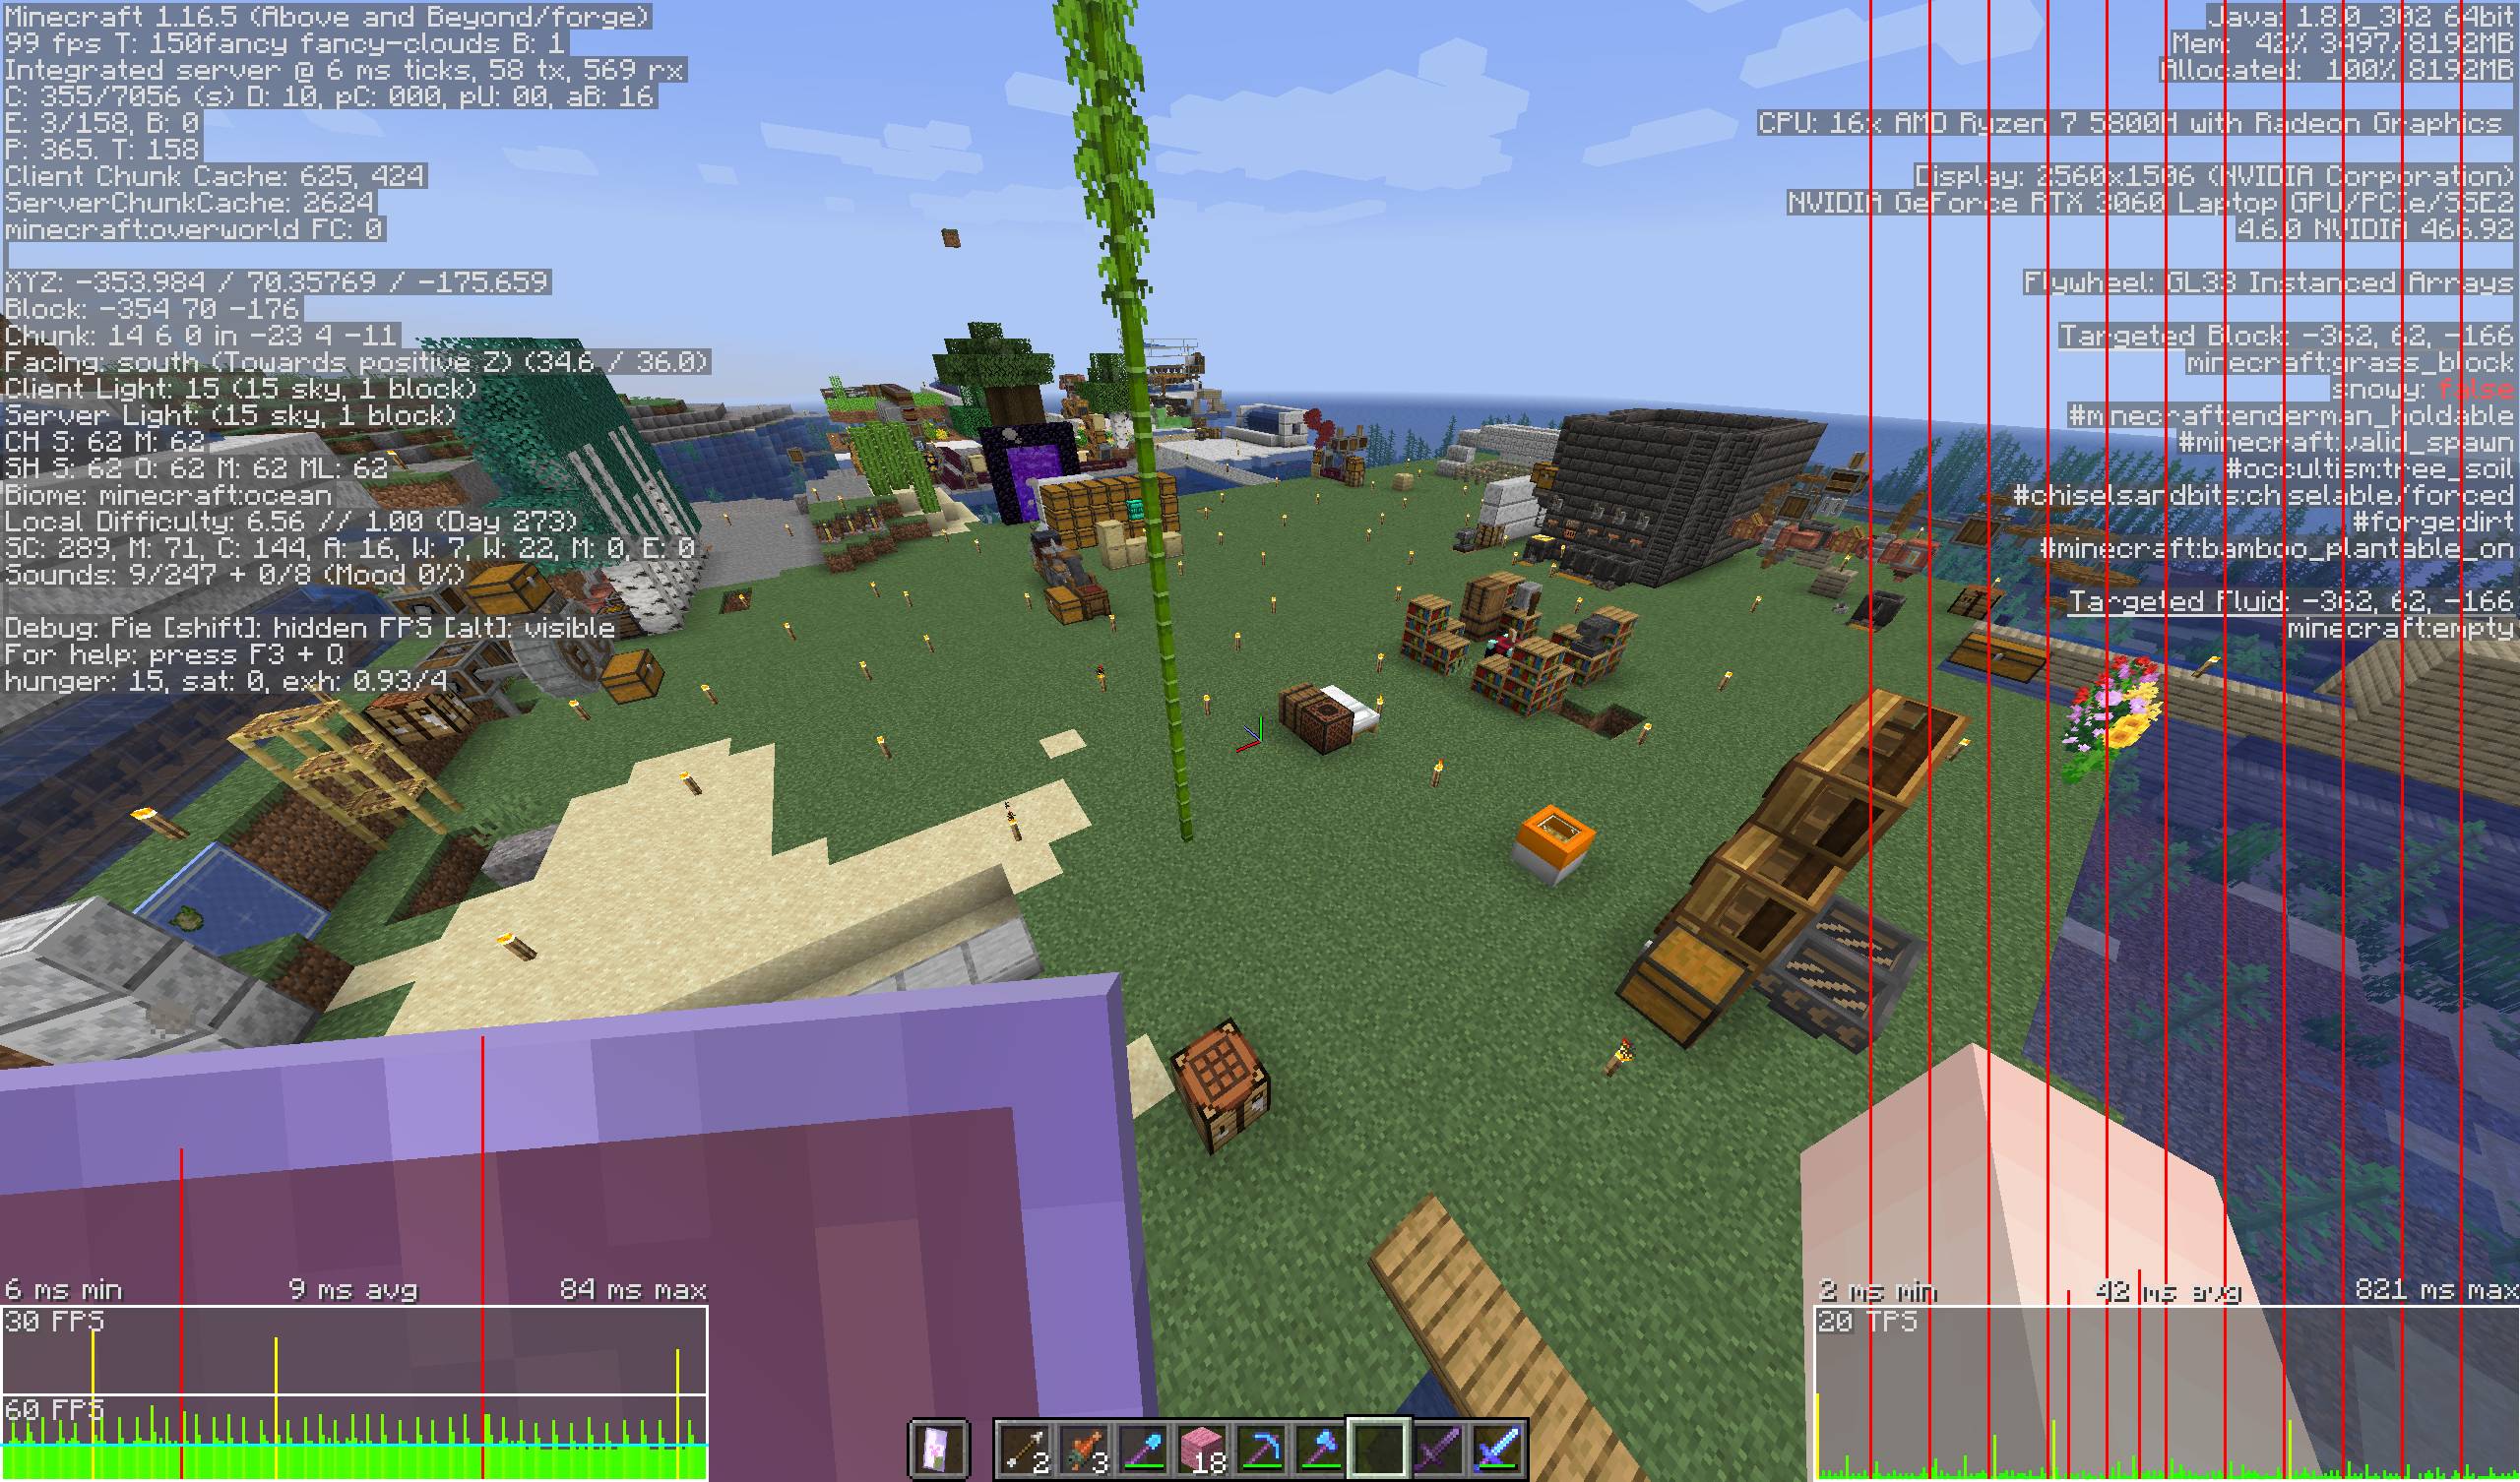 Minecraft 1.16.5 (Above and Beyond/forge)
99 fps T: 150fancy fancy-clouds B: 1
Integrated server @ 6 ms ticks, 58 tx, 569 rx
C: 355/7056 (s) D: 10, pC: 000, pU: 00, aB: 16
E: 3/158, B: 0
P: 365. T: 158
Client Chunk Cache: 625, 424
ServerChunkCache: 2624
minecraft:overworld FC: 0
XYZ: -353.984 / 70.35769 / -175.659
Block: -354 70 -176
Chunk: 14 6 0 in -23 4 -11
Facing: south (Towards positive Z) (34.6 / 36.0)
Client Light: 15 (15 sky, 1 block)
Server Light: (15 sky, 1 block)
CH S: 62 M: 62
SH S: 62 O: 62 M: 62 ML: 62
Biome: minecraft:ocean
Local Difficulty: 6.56 // 1.00 (Day 273)
SC: 289, M: 71, C: 144, A: 16, W: 7, W: 22, M: 0, E: 0
Sounds: 9/247 + 0/8 (Mood 0%)
Debug: Pie [shift]: hidden FPS [alt]: visible
For help: press F3 + Q
hunger: 15, sat: 0, exh: 0.93/4
Java: 1.8.0_302 64bit
Mem: 42% 3497/8192MB
Allocated: 100% 8192MB
CPU: 16x AMD Ryzen 7 5800H with Radeon Graphics
Display: 2560x1506 (NVIDIA Corporation)
NVIDIA GeForce RTX 3060 Laptop GPU/PCIe/SSE2
4.6.0 NVIDIA 466.92
Flywheel: GL33 Instanced Arrays
Targeted Block: -362, 62, -166
minecraft:grass_block
snowy: false
#minecraft:enderman_holdable
#minecraft:valid_spawn
#occultism:tree_soil
#chiselsandbits:chiselable/forced
#forge:dirt
#minecraft:bamboo_plantable_on
Targeted Fluid: -362, 62, -166
minecraft:empty
6 ms min 9 ms avg 84 ms max
30 FPS
60 FPS
2 ms min 42 ms avg 821 ms max
20 TPS
2 3 18